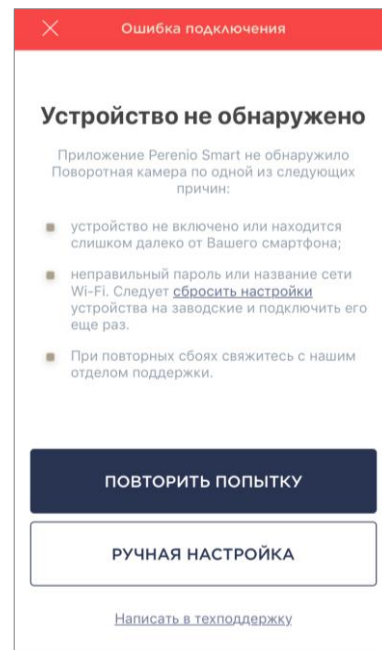 Ошибка подключения
Устройство не обнаружено
Приложение Perenio Smart не обнаружило
Поворотная камера по одной из следующих
причин:
устройство не включено или находится
слишком далеко от Вашего смартфона;
неправильный пароль или название сети
Wi-Fi. Следует сбросить настройки
устройства на заводские и подключить его
еще раз.
При повторных сбоях свяжитесь с нашим
отделом поддержки.
ПОВТОРИТЬ ПОПЫТКУ
РУЧНАЯ НАСТРОЙКА
Написать в техподдержку